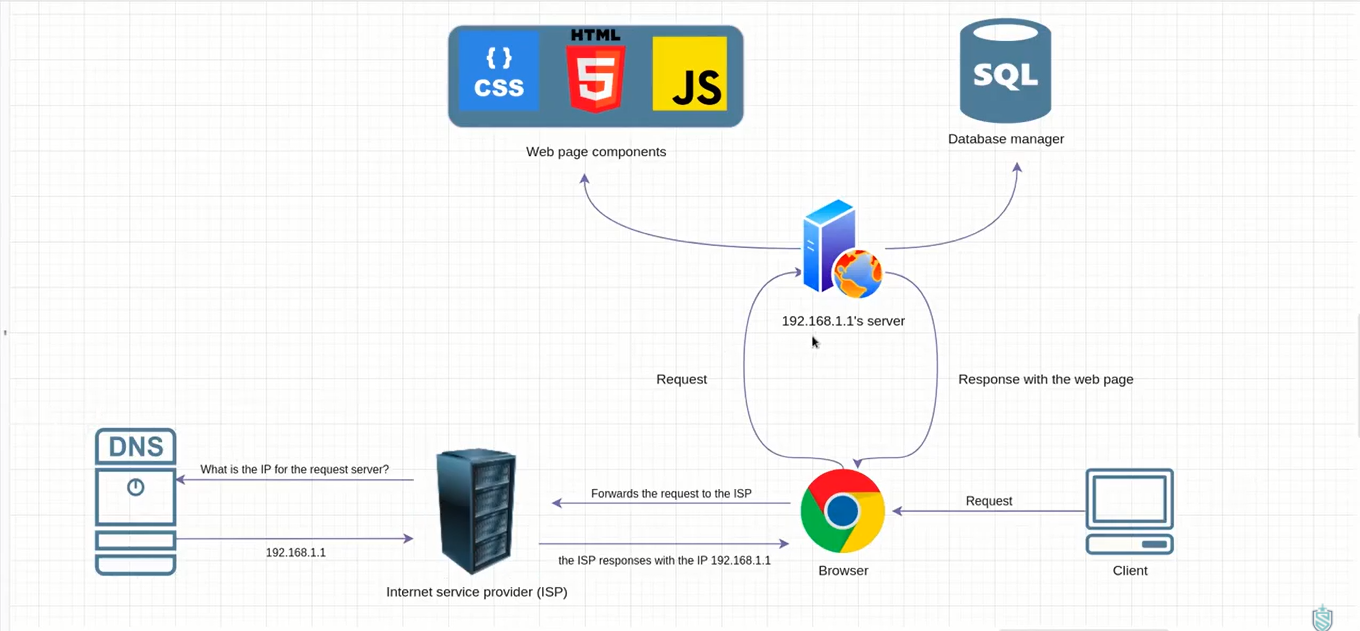 HTML
{ }
CSS
5
JS
SQL
Web page components
Database manager
192.168.1.1's server
Request
Response with the web page
DNS
What is the IP for the request server?
192.168.1.1
Internet service provider (ISP)
Forwards the request to the ISP
the ISP responses with the IP 192.168.1.1
Browser
Request
Client